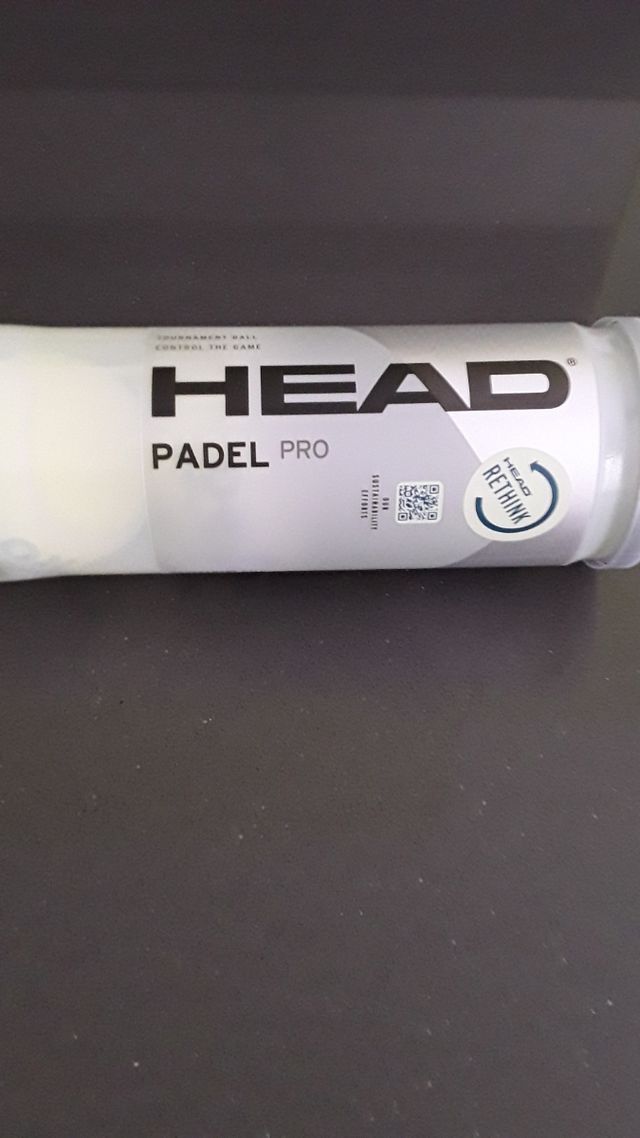 TOURNAMENT BALL
CONTROL THE GAME
HEAD®
PADEL PRO
OUR
SUSTAINABILITY
EFFORTS
HEAD
RETHINK